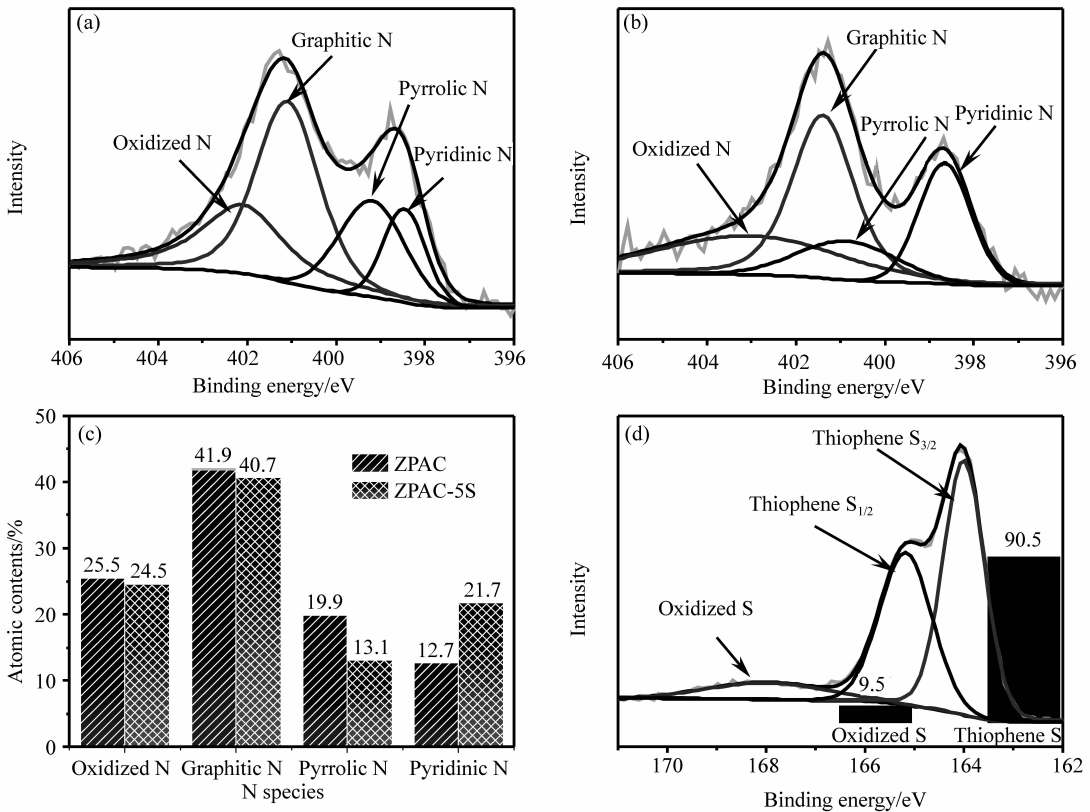 (a)
Graphitic N
Pyrrolic N
Oxidized N
Pyridinic N
Intensity
406 404 402 400 398 396
Binding energy/eV
(b)
Graphitic N
Pyrrolic N
Pyridinic N
Oxidized N
Intensity
406 404 402 400 398 396
Binding energy/eV
(c)
50
40
30
20
10
0
Atomic contents/%
ZPAC
ZPAC-5S
25.5 24.5
41.9 40.7
19.9 13.1
12.7 21.7
Oxidized N Graphitic N Pyrrolic N Pyridinic N
N species
(d)
Thiophene S3/2
Thiophene S1/2
Oxidized S
90.5
9.5
Oxidized S Thiophene S
Intensity
170 168 166 164 162
Binding energy/eV